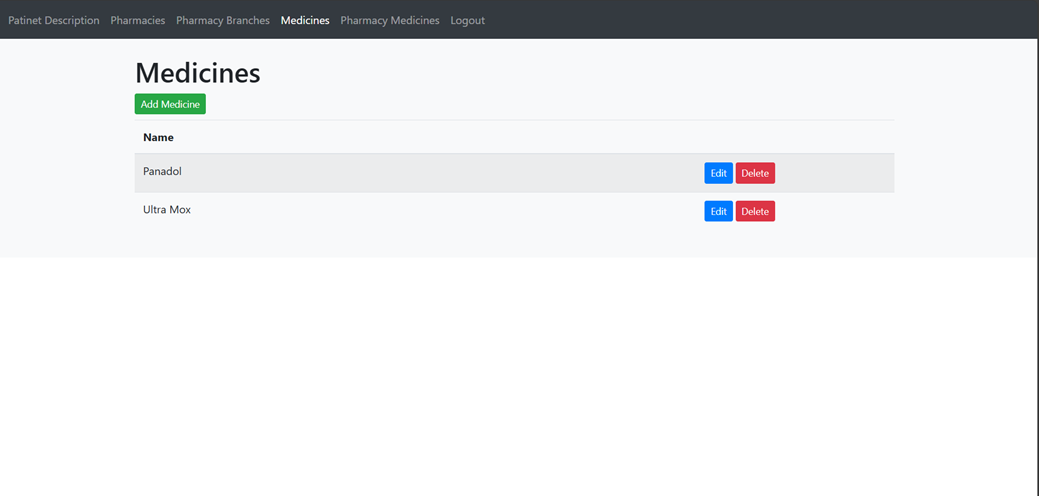 Patinet Description Pharmacies Pharmacy Branches Medicines Pharmacy Medicines Logout
Medicines
Add Medicine
Name
Panadol Edit Delete
Ultra Mox Edit Delete